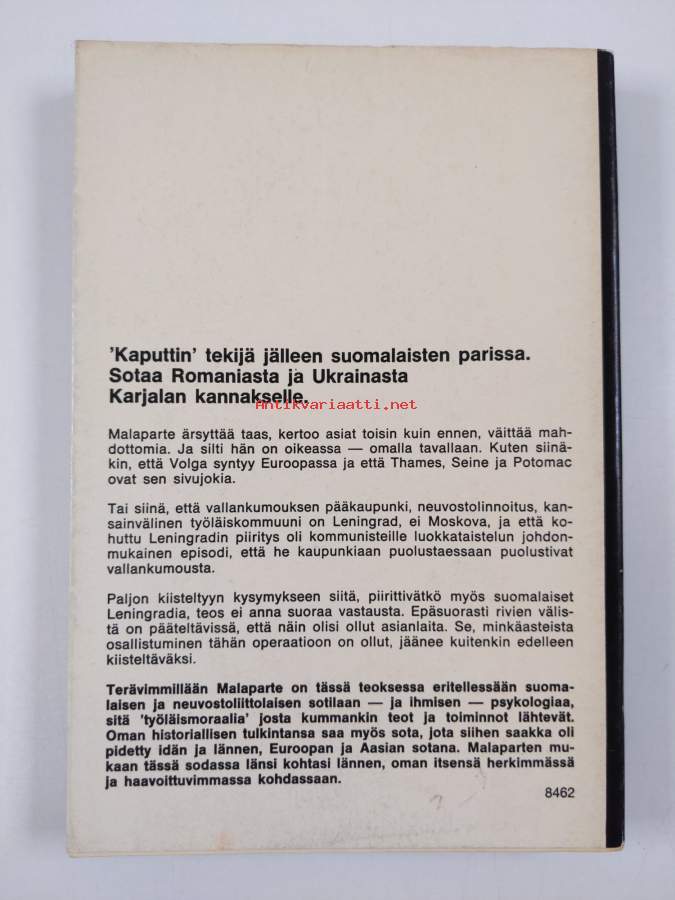 'Kaputtin' tekijä jälleen suomalaisten parissa.
Sotaa Romaniasta ja Ukrainasta
Karjalan kannakselle.
Antikvariaatti.net
Malaparte ärsyttää taas, kertoo asiat toisin kuin ennen, väittää mah-
dottomia. Ja silti hän on oikeassa — omalla tavallaan. Kuten siinä-
kin, että Volga syntyy Euroopassa ja että Thames, Seine ja Potomac
ovat sen sivujokia.
Tai siinä, että vallankumouksen pääkaupunki, neuvostolinnoitus, kan-
sainvälinen työläiskommuuni on Leningrad, ei Moskova, ja että ko-
huttu Leningradin piiritys oli kommunisteille luokkataistelun johdon-
mukainen episodi, että he kaupunkiaan puolustaessaan puolustivat
vallankumousta.
Paljon kiisteltyyn kysymykseen siitä, piirittivätkö myös suomalaiset
Leningradia, teos ei anna suoraa vastausta. Epäsuorasti rivien välis-
tä on pääteltävissä, että näin olisi ollut asianlaita. Se, minkäasteista
osallistuminen tähän operaatioon on ollut, jäänee kuitenkin edelleen
kiisteltäväksi.
Terävimmillään Malaparte on tässä teoksessa eritellessään suoma-
laisen ja neuvostoliittolaisen sotilaan — ja ihmisen — psykologiaa,
sitä 'työläismoraalia' josta kummankin teot ja toiminnot lähtevät.
Oman historiallisen tulkintansa saa myös sota, jota siihen saakka oli
pidetty idän ja lännen, Euroopan ja Aasian sotana. Malaparten mu-
kaan tässä sodassa länsi kohtasi lännen, oman itsensä herkimmässä
ja haavoittuvimmassa kohdassaan.
8462